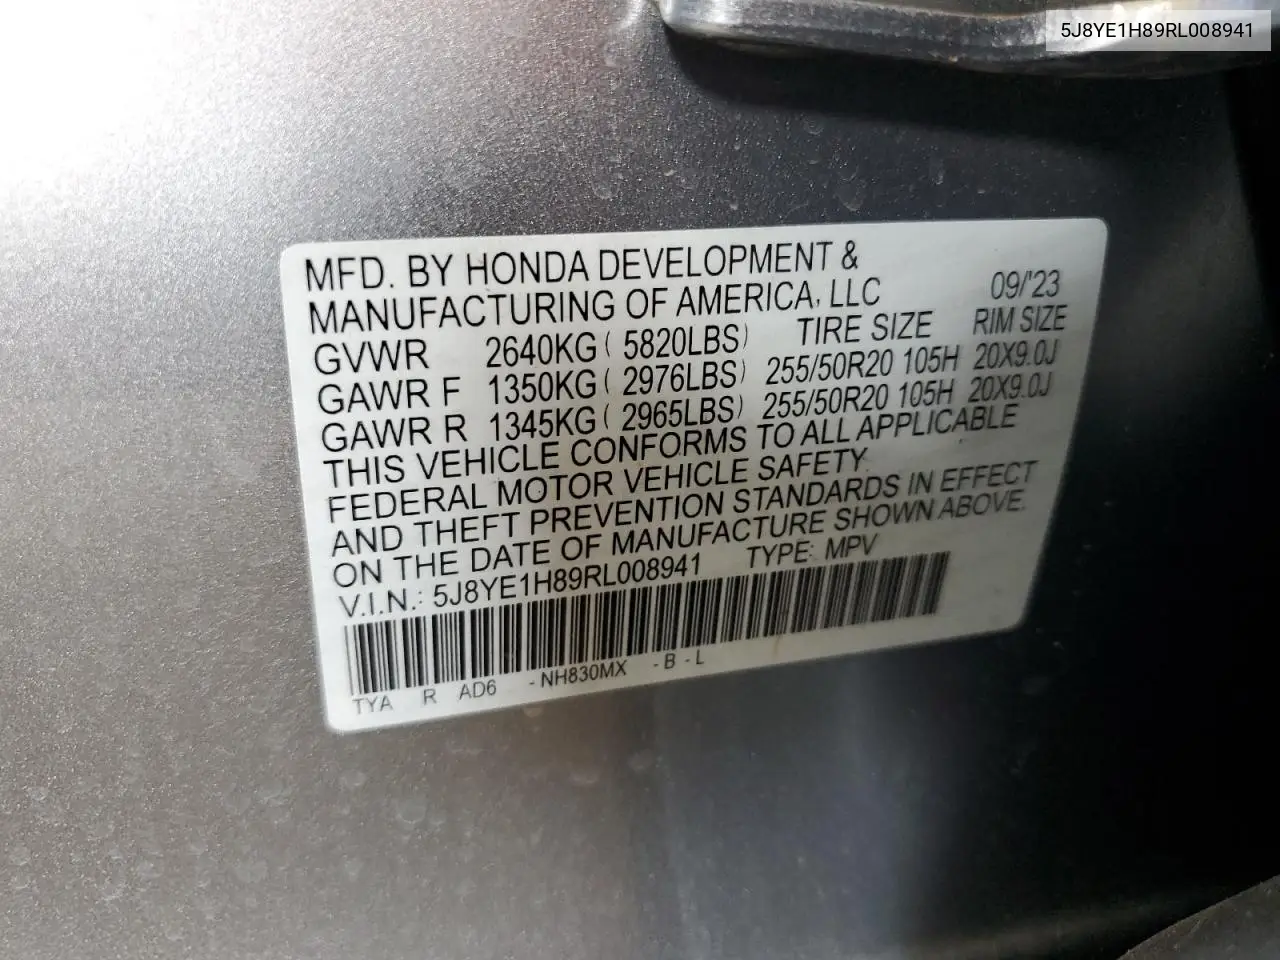 5J8YE1H89RL008941
MFD. BY HONDA DEVELOPMENT &
MANUFACTURING OF AMERICA, LLC 09/'23
GVWR 2640KG ( 5820LBS) TIRE SIZE RIM SIZE
GAWR F 1350KG ( 2976LBS) 255/50R20 105H 20X9.0J
GAWR R 1345KG ( 2965LBS) 255/50R20 105H 20X9.0J
THIS VEHICLE CONFORMS TO ALL APPLICABLE
FEDERAL MOTOR VEHICLE SAFETY
AND THEFT PREVENTION STANDARDS IN EFFECT
ON THE DATE OF MANUFACTURE SHOWN ABOVE.
V.I.N.: 5J8YE1H89RL008941 TYPE: MPV
TYA R AD6 - NH830MX - B - L